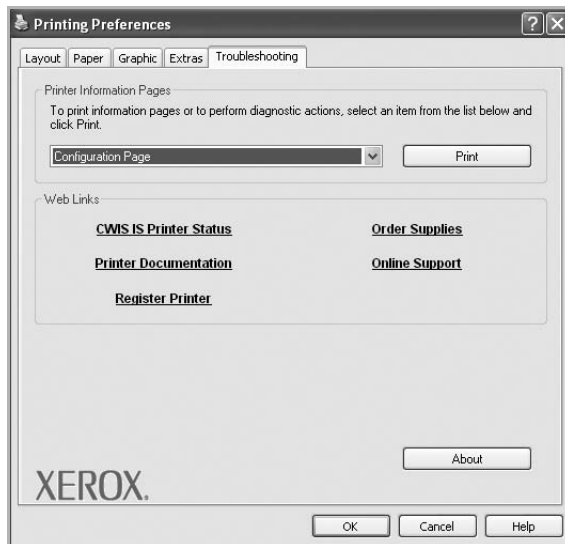 Printing Preferences
Layout Paper Graphic Extras Troubleshooting
Printer Information Pages
To print information pages or to perform diagnostic actions, select an item from the list below and
click Print.
Configuration Page Print
Web Links
CWIS IS Printer Status Order Supplies
Printer Documentation Online Support
Register Printer
About
XEROX.
OK Cancel Help